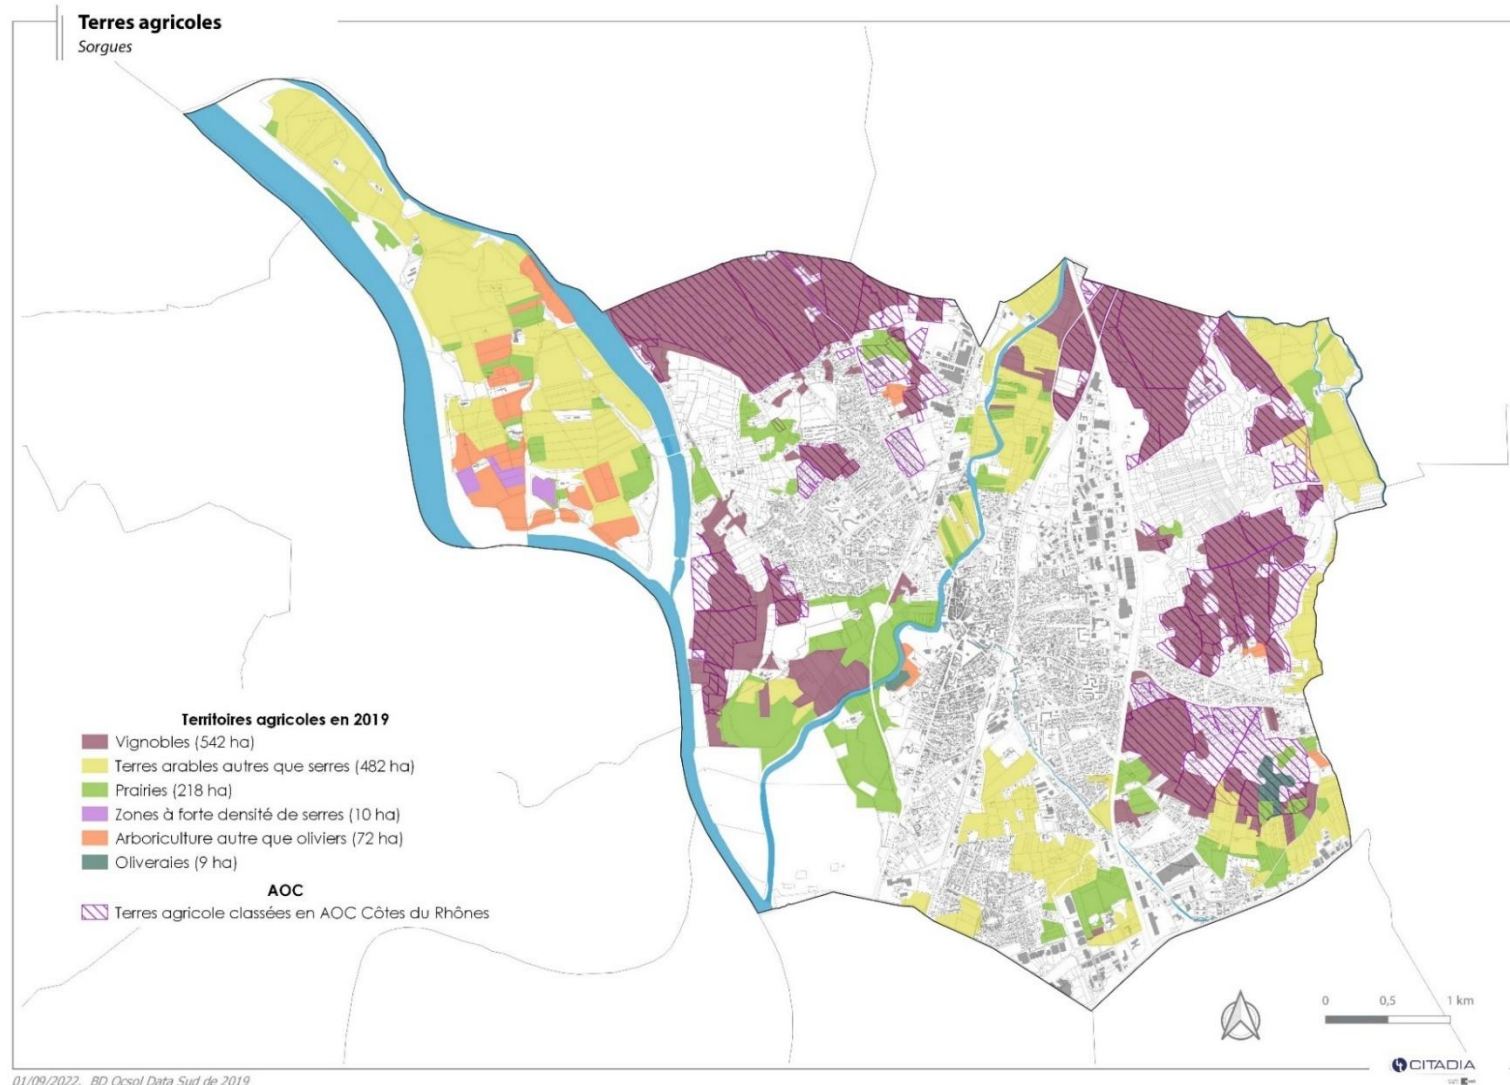 Terres agricoles
Sorgues
Territoires agricoles en 2019
Vignobles (542 ha)
Terres arables autres que serres (482 ha)
Prairies (218 ha)
Zones à forte densité de serres (10 ha)
Arboriculture autre que oliviers (72 ha)
Oliveraies (9 ha)
AOC
Terres agricole classées en AOC Côtes du Rhônes
0 0,5 1 km
CITADIA
01/09/2022, BD Ocsol Data Sud de 2019